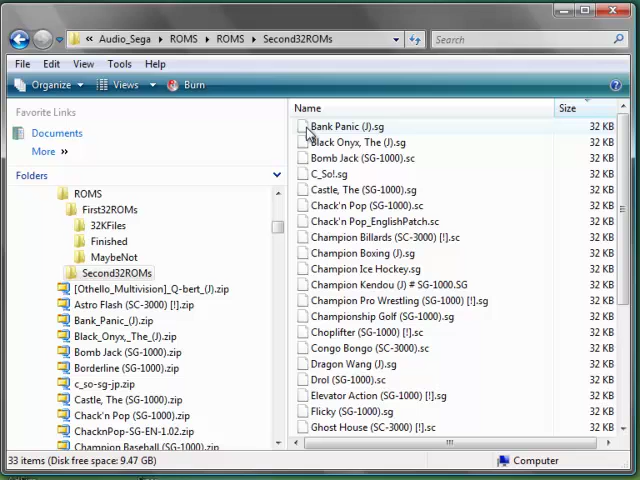 Audio_Sega ▸ ROMS ▸ ROMS ▸ Second32ROMs
Search
File Edit View Tools Help
Organize Views Burn
Favorite Links
Documents
More »
Folders
ROMS
First32ROMs
32KFiles
Finished
MaybeNot
Second32ROMs
[Othello_Multivision]_Q-bert_(J).zip
Astro Flash (SC-3000) [!].zip
Bank_Panic_(J).zip
Black_Onyx,_The_(J).zip
Bomb Jack (SG-1000).zip
Borderline (SG-1000).zip
c_so-sg-jp.zip
Castle, The (SG-1000).zip
Chack'n Pop (SG-1000).zip
ChacknPop-SG-EN-1.02.zip
Champion Baseball (SG-1000).zip
Name Size
Bank Panic (J).sg 32 KB
Black Onyx, The (J).sg 32 KB
Bomb Jack (SG-1000).sc 32 KB
C_So!.sg 32 KB
Castle, The (SG-1000).sg 32 KB
Chack'n Pop (SG-1000).sc 32 KB
Chack'n Pop_EnglishPatch.sc 32 KB
Champion Billards (SC-3000) [!].sc 32 KB
Champion Boxing (J).sg 32 KB
Champion Ice Hockey.sg 32 KB
Champion Kendou (J) # SG-1000.SG 32 KB
Champion Pro Wrestling (SG-1000) [!].sg 32 KB
Championship Golf (SG-1000).sg 32 KB
Choplifter (SG-1000) [!].sc 32 KB
Congo Bongo (SC-3000).sc 32 KB
Dragon Wang (J).sg 32 KB
Drol (SG-1000).sc 32 KB
Elevator Action (SG-1000) [!].sg 32 KB
Flicky (SG-1000).sg 32 KB
Ghost House (SC-3000) [!].sc 32 KB
33 items (Disk free space: 9.47 GB) Computer